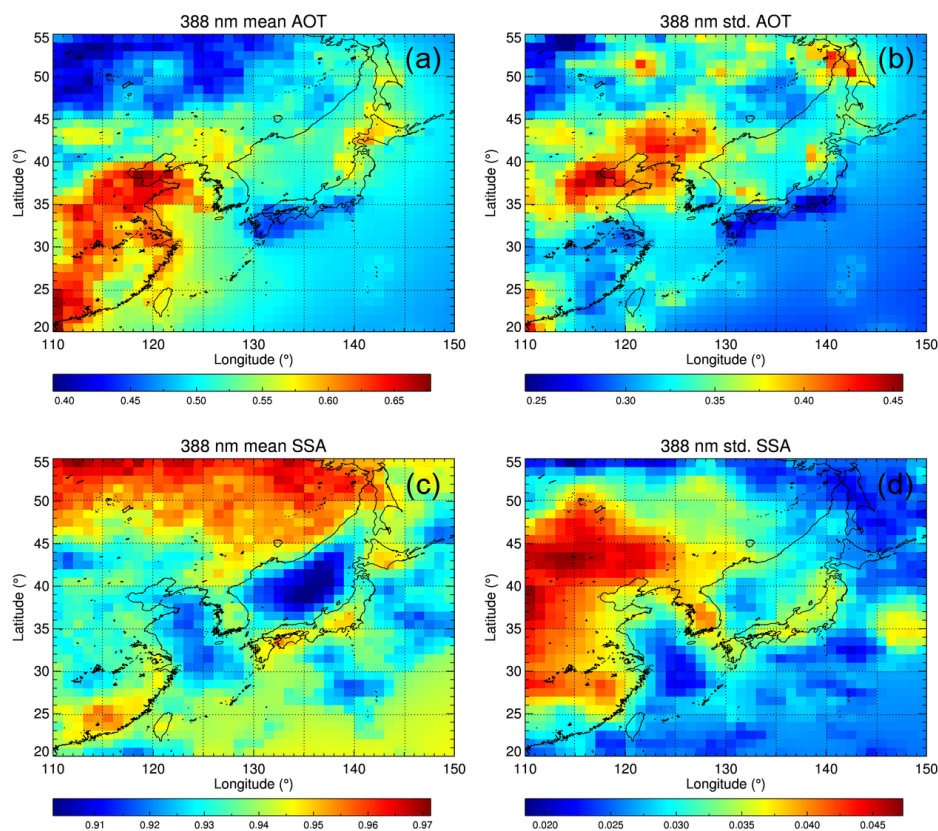 388 nm mean AOT
(a)
55
50
45
40
35
30
25
20
Latitude (°)
110 120 130 140 150
Longitude (°)
0.40 0.45 0.50 0.55 0.60 0.65
388 nm std. AOT
(b)
55
50
45
40
35
30
25
20
Latitude (°)
110 120 130 140 150
Longitude (°)
0.25 0.30 0.35 0.40 0.45
388 nm mean SSA
(c)
55
50
45
40
35
30
25
20
Latitude (°)
110 120 130 140 150
Longitude (°)
0.91 0.92 0.93 0.94 0.95 0.96 0.97
388 nm std. SSA
(d)
55
50
45
40
35
30
25
20
Latitude (°)
110 120 130 140 150
Longitude (°)
0.020 0.025 0.030 0.035 0.040 0.045